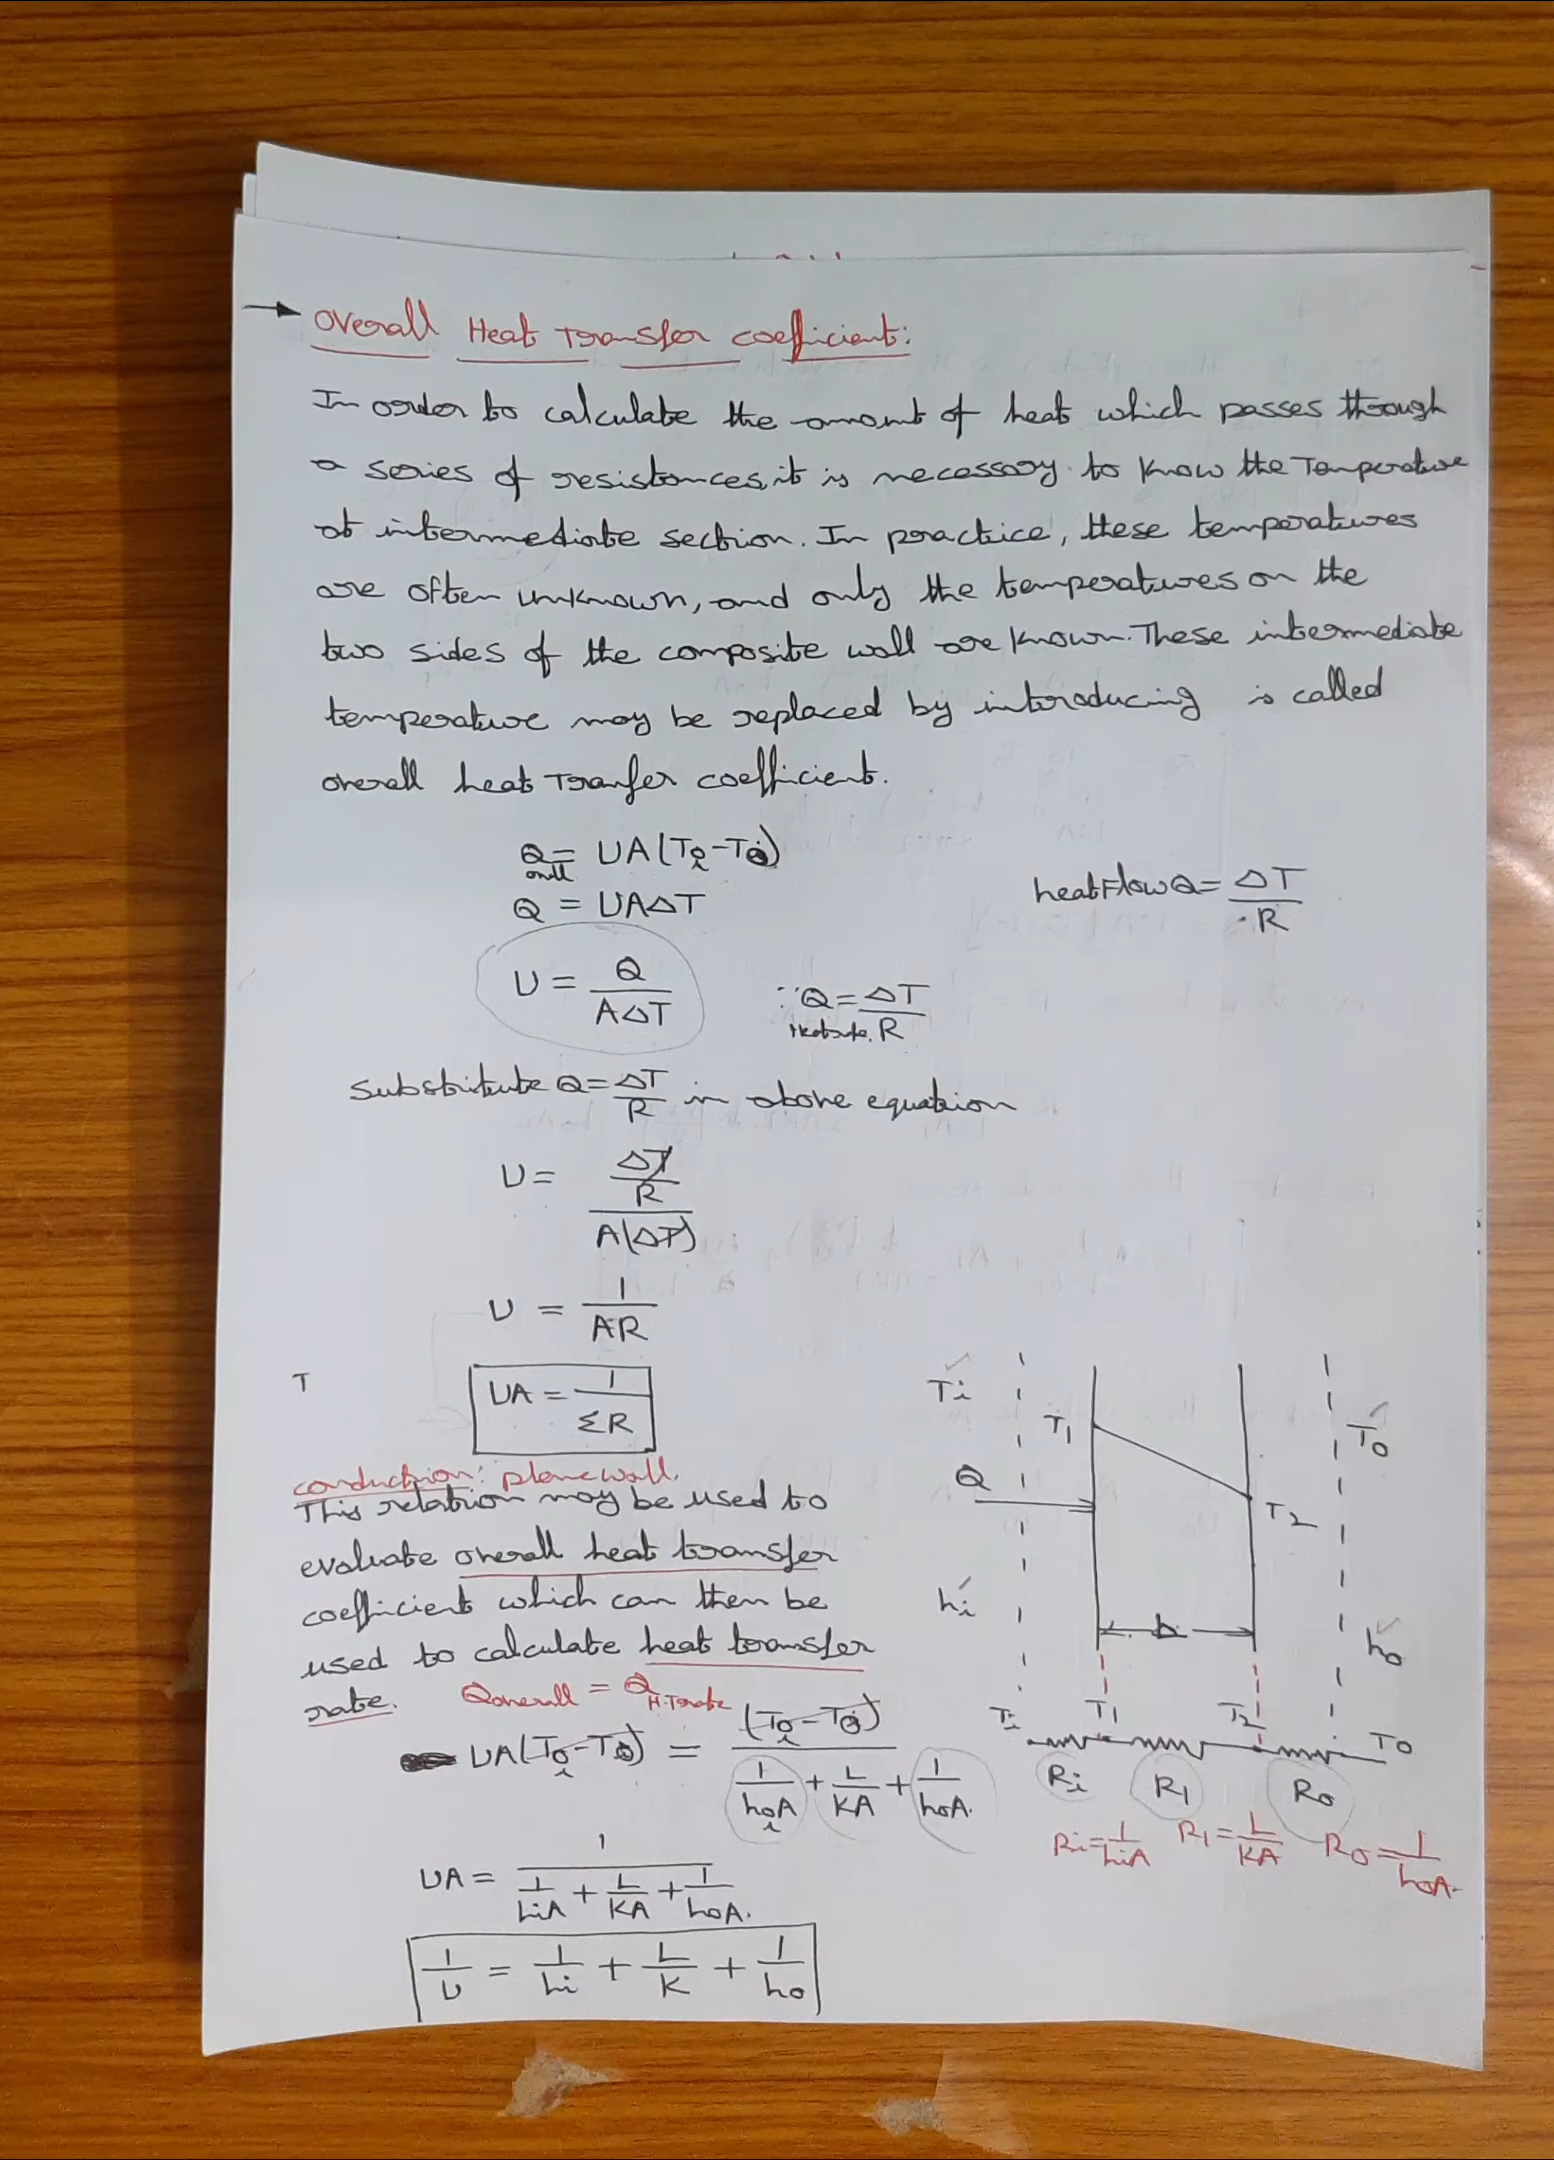 → Overall Heat Transfer coefficient:
In order to calculate the amount of heat which passes through
a series of resistances, it is necessary to know the Temperature
at intermediate section. In practice, these temperatures
are often unknown, and only the temperatures on the
two sides of the composite wall are known. These intermediate
temperature may be replaced by introducing is called
overall heat Tranfer coefficient.
Q = UA(Ti-To)
heat Flow Q = ΔT/R
Q = UAΔT
U = Q/AΔT
∵ Q = ΔT/R
Substitute Q = ΔT/R in above equation
U = (ΔT/R)/A(ΔT)
U = 1/AR
T
UA = 1/ΣR
conduction: plane wall.
This relation may be used to
evaluate overall heat transfer
coefficient which can then be
used to calculate heat transfer
rate. Qoverall = Q H.T rate
UA(Ti-To) = (Ti-To)/(1/hiA + L/KA + 1/hoA.)
UA = 1/(1/hiA + L/KA + 1/hoA.)
1/U = 1/hi + L/K + 1/ho
Ti
T1
To
Q
T2
hi
L
ho
Ti T1 T2 To
Ri R1 Ro
Ri = 1/hiA R1 = L/KA Ro = 1/hoA.